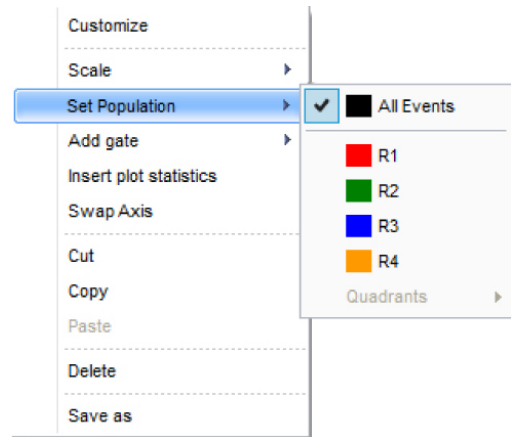 Customize
Scale
Set Population
Add gate
Insert plot statistics
Swap Axis
Cut
Copy
Paste
Delete
Save as
All Events
R1
R2
R3
R4
Quadrants